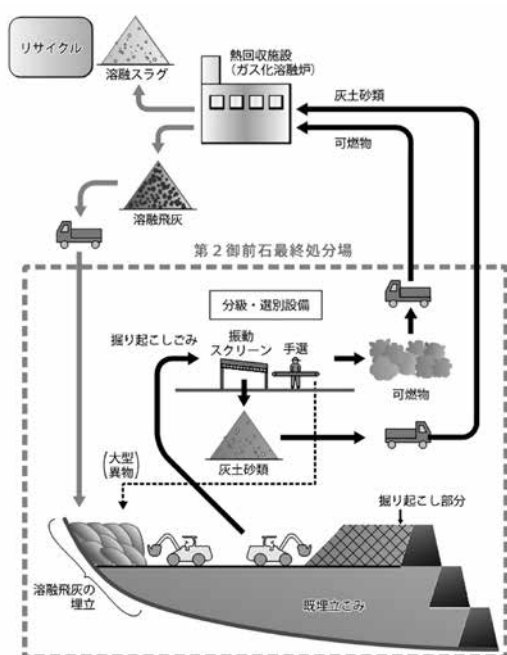 リサイクル
溶融スラグ
熱回収施設
(ガス化溶融炉)
灰土砂類
可燃物
溶融飛灰
第2御前石最終処分場
分級・選別設備
掘り起こしごみ
振動
スクリーン
手選
可燃物
灰土砂類
(大型
異物)
掘り起こし部分
溶融飛灰の
埋立
既埋立ごみ